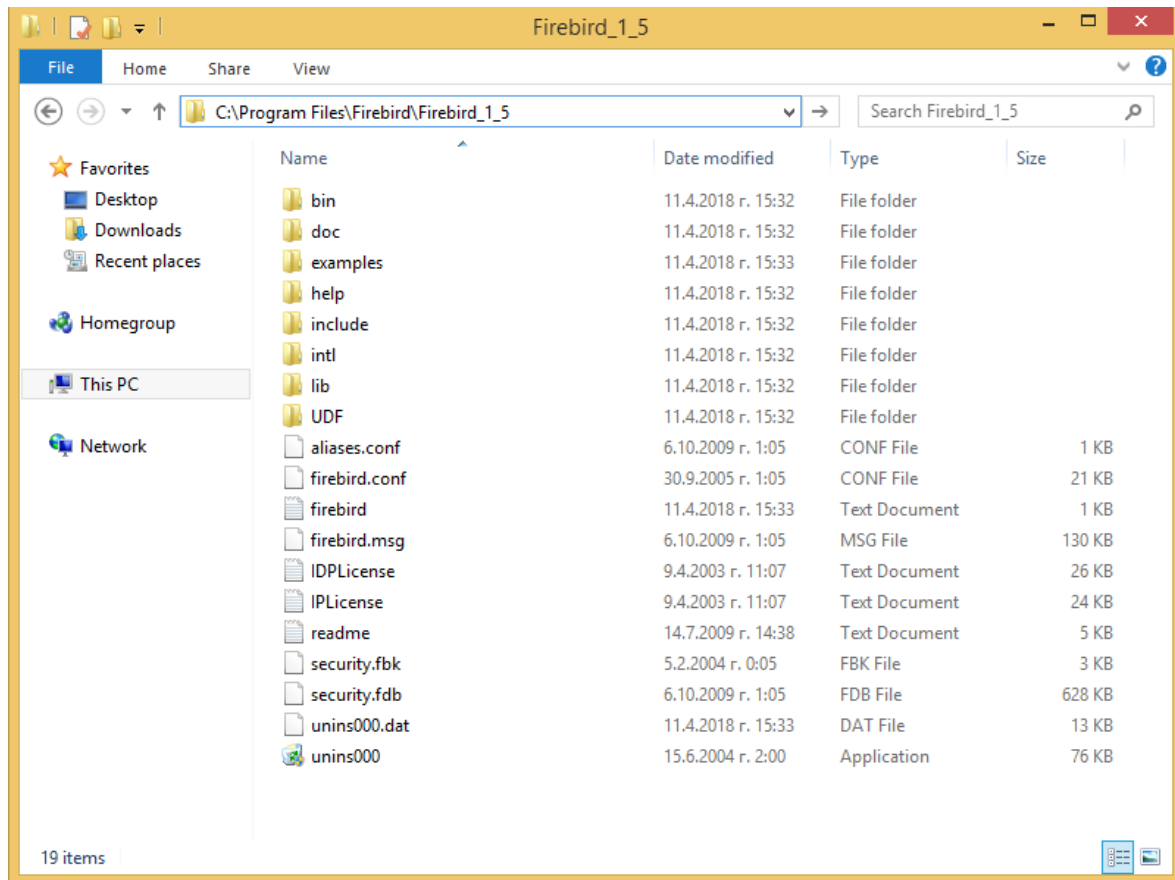 Firebird_1_5
File Home Share View
C:\Program Files\Firebird\Firebird_1_5 Search Firebird_1_5
Favorites
Desktop
Downloads
Recent places
Homegroup
This PC
Network
Name Date modified Type Size
bin 11.4.2018 г. 15:32 File folder
doc 11.4.2018 г. 15:32 File folder
examples 11.4.2018 г. 15:33 File folder
help 11.4.2018 г. 15:32 File folder
include 11.4.2018 г. 15:32 File folder
intl 11.4.2018 г. 15:32 File folder
lib 11.4.2018 г. 15:32 File folder
UDF 11.4.2018 г. 15:32 File folder
aliases.conf 6.10.2009 г. 1:05 CONF File 1 KB
firebird.conf 30.9.2005 г. 1:05 CONF File 21 KB
firebird 11.4.2018 г. 15:33 Text Document 1 KB
firebird.msg 6.10.2009 г. 1:05 MSG File 130 KB
IDPLicense 9.4.2003 г. 11:07 Text Document 26 KB
IPLicense 9.4.2003 г. 11:07 Text Document 24 KB
readme 14.7.2009 г. 14:38 Text Document 5 KB
security.fbk 5.2.2004 г. 0:05 FBK File 3 KB
security.fdb 6.10.2009 г. 1:05 FDB File 628 KB
unins000.dat 11.4.2018 г. 15:33 DAT File 13 KB
unins000 15.6.2004 г. 2:00 Application 76 KB
19 items